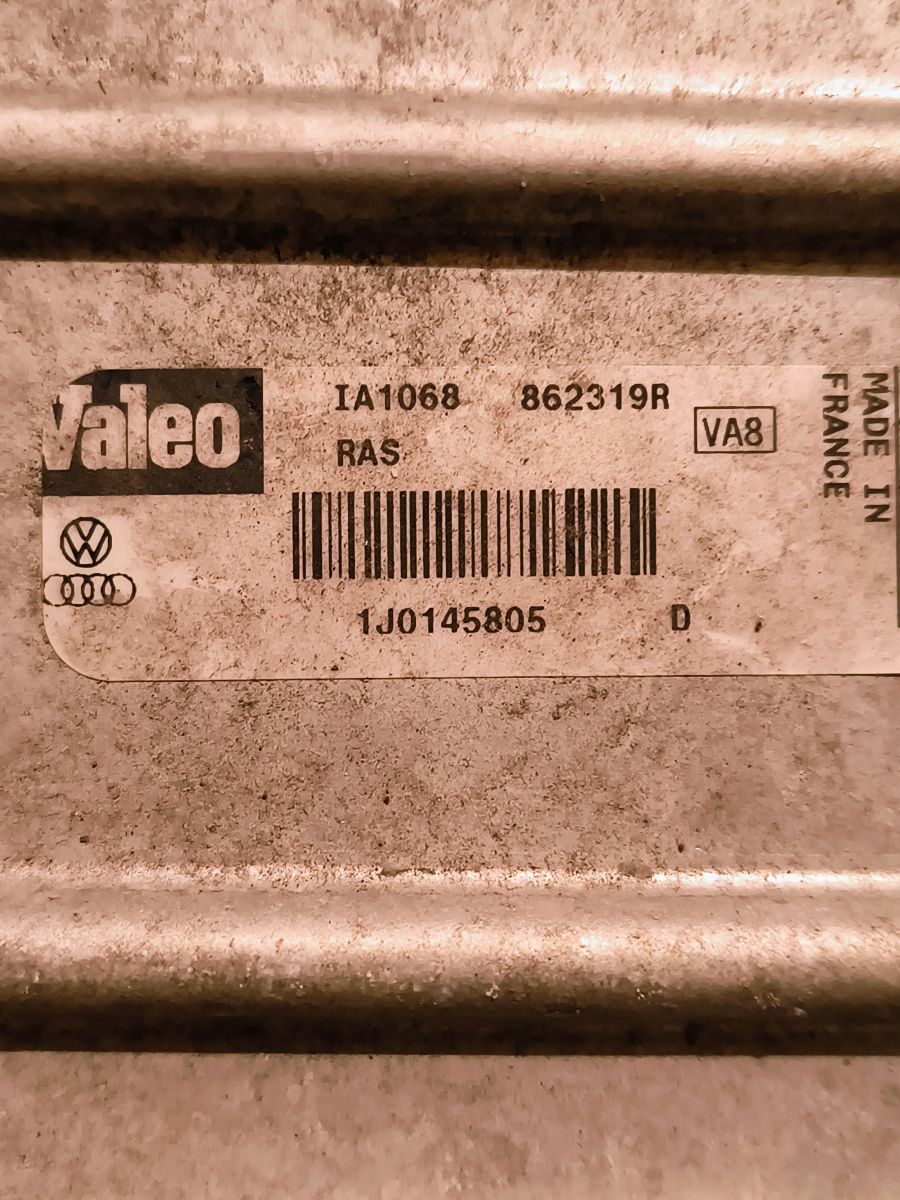 Valeo
IA1068 862319R
RAS
VA8
MADE IN
FRANCE
1J0145805 D